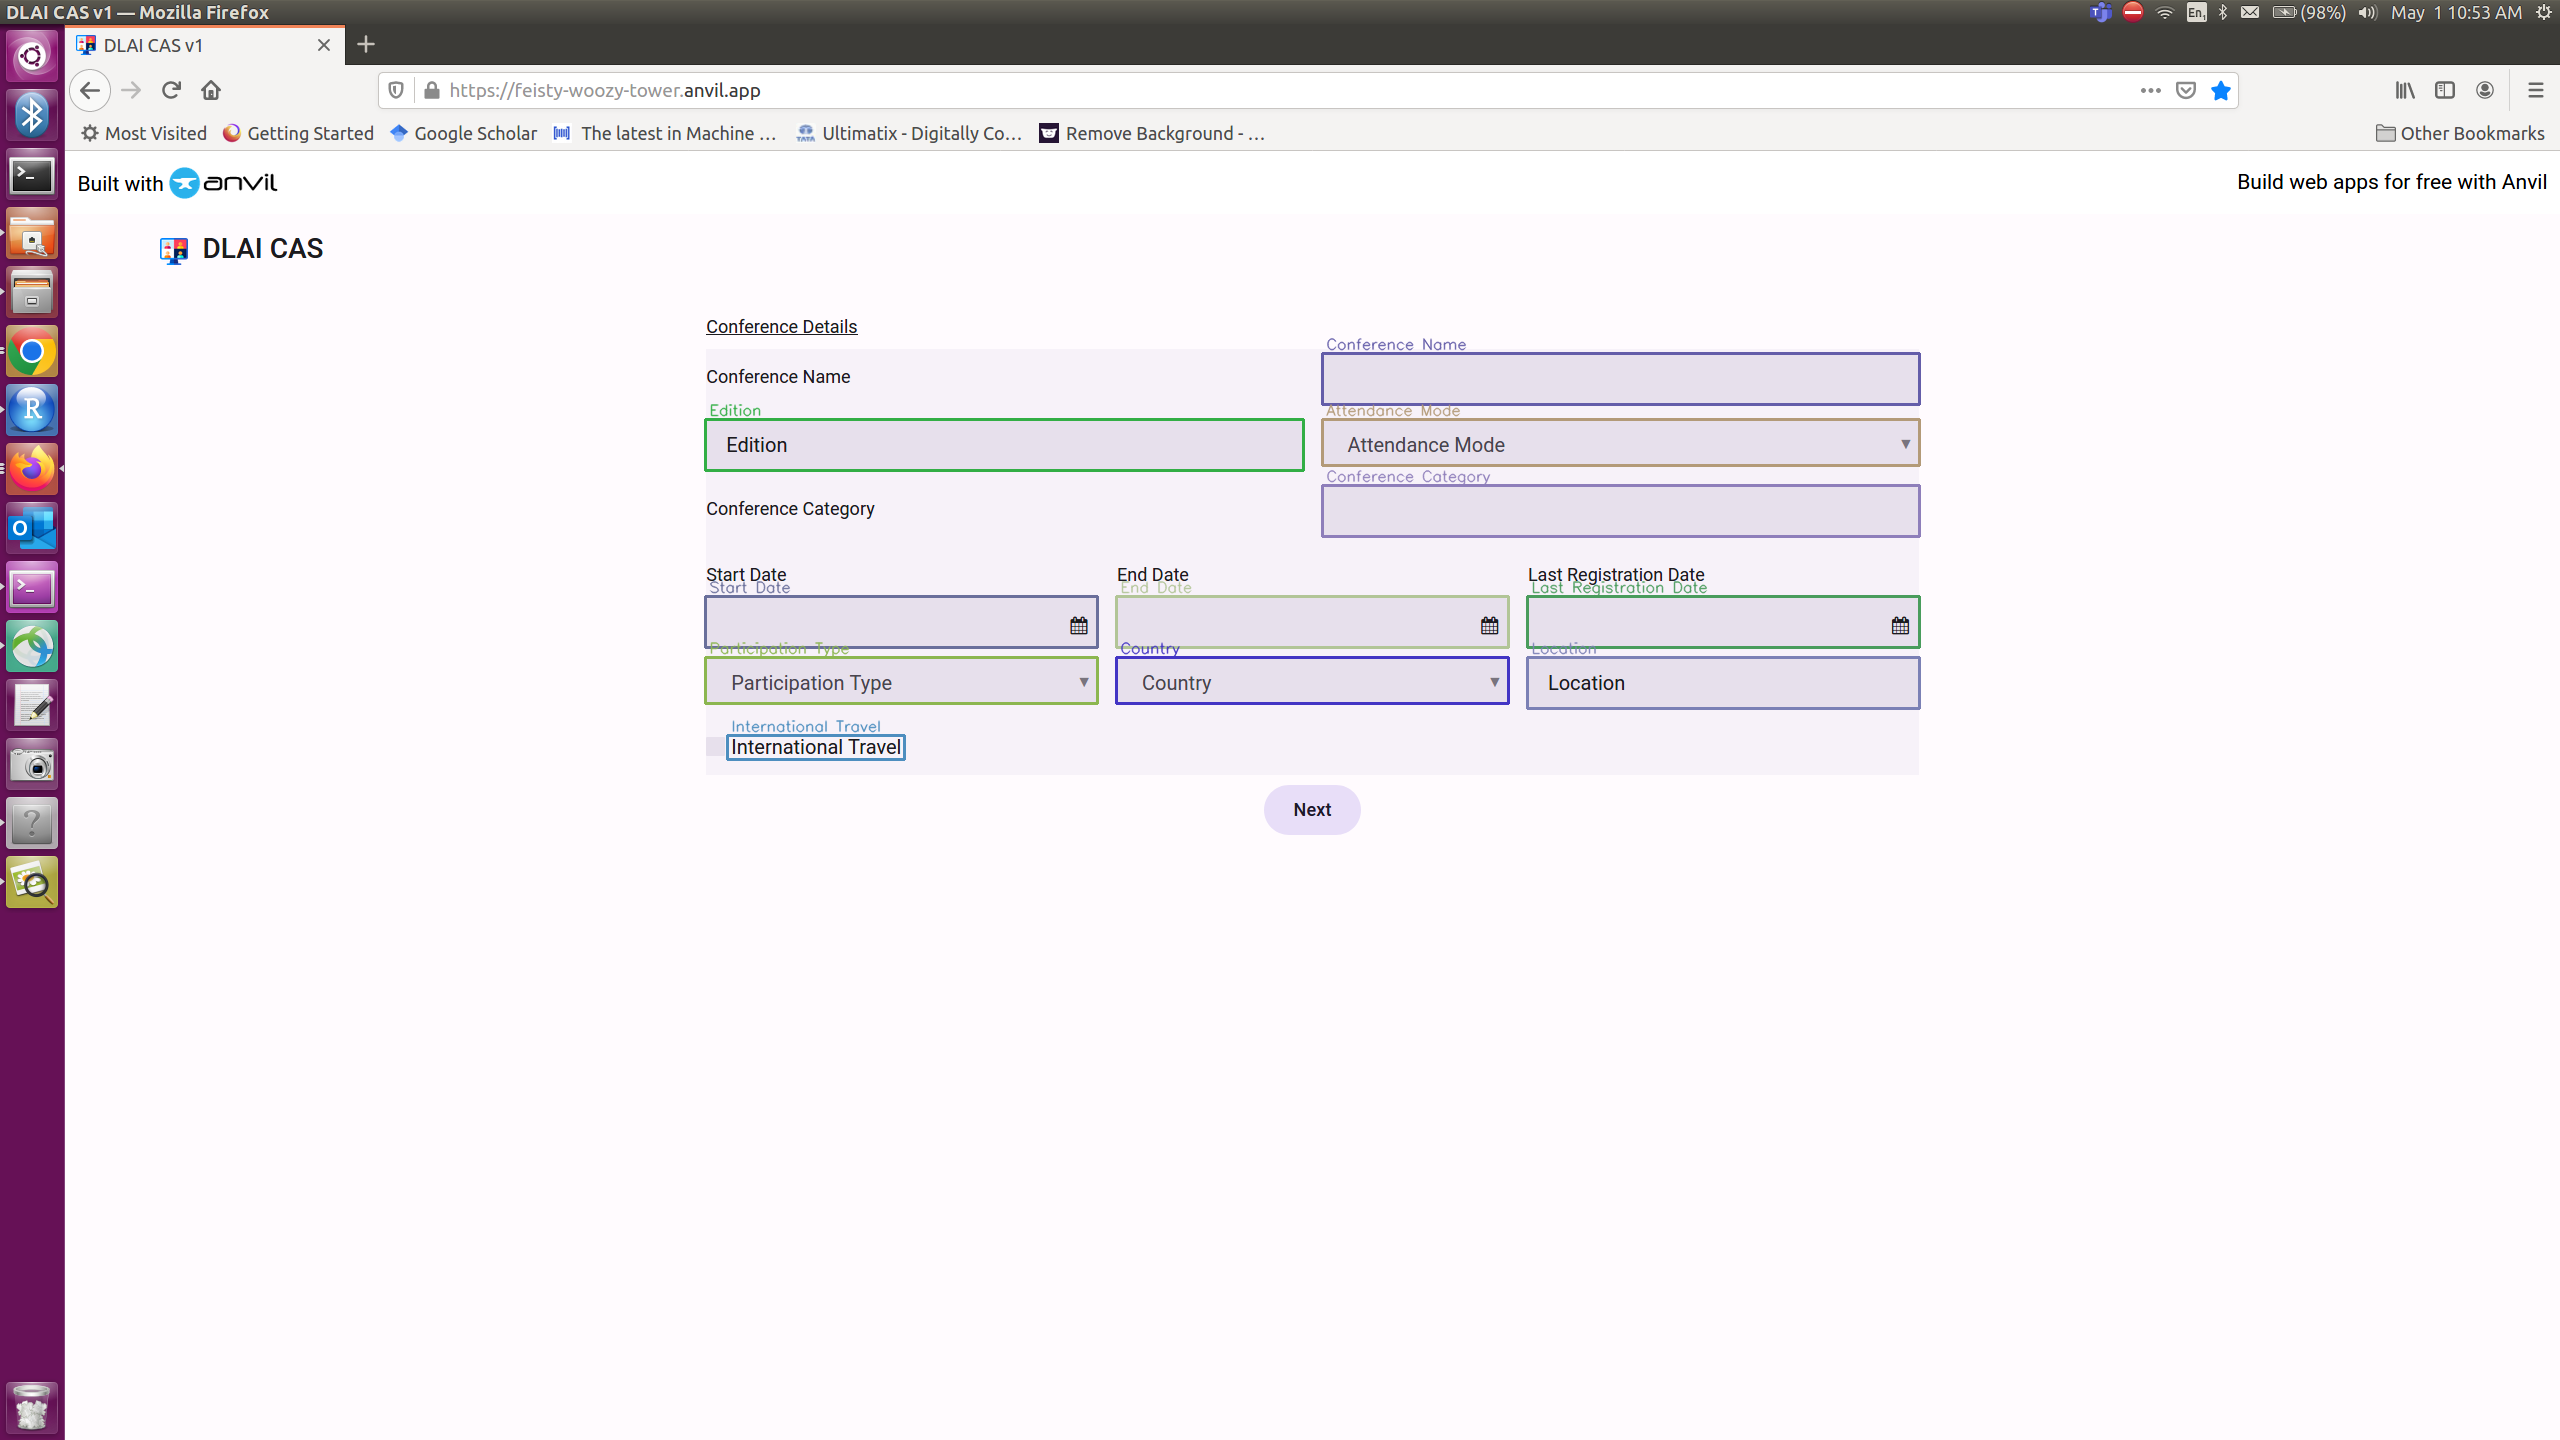 DLAI CAS v1 — Mozilla Firefox
En1
(98%)
May 1 10:53 AM
DLAI CAS v1
https://feisty-woozy-tower.anvil.app
Most Visited
Getting Started
Google Scholar
The latest in Machine ...
Ultimatix - Digitally Co...
Remove Background - ...
Other Bookmarks
Built with anvil
Build web apps for free with Anvil
DLAI CAS
Conference Details
Conference Name
Conference Name
Edition
Attendance Mode
Edition
Attendance Mode
Conference Category
Conference Category
Start Date
End Date
Last Registration Date
Start Date
End Date
Last Registration Date
Participation Type
Country
Location
Participation Type
Country
Location
International Travel
International Travel
Next